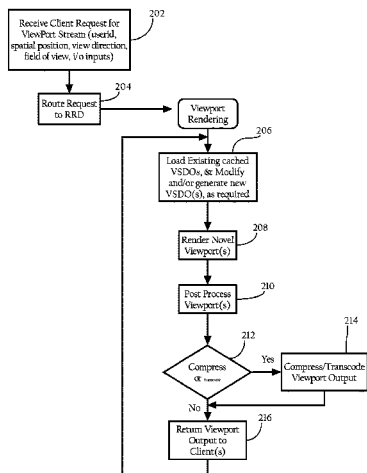 202
Receive Client Request for
ViewPort Stream (userid,
spatial position, view direction,
field of view, i/o inputs)
204
Route Request
to RRD
Viewport
Rendering
206
Load Existing cached
VSDOs, & Modify
and/or generate new
VSDO(s), as required
208
Render Novel
Viewport(s)
210
Post Process
Viewport(s)
212
Compress
or
Yes
214
Compress/Transcode
Viewport Output
No
216
Return Viewport
Output to
Client(s)